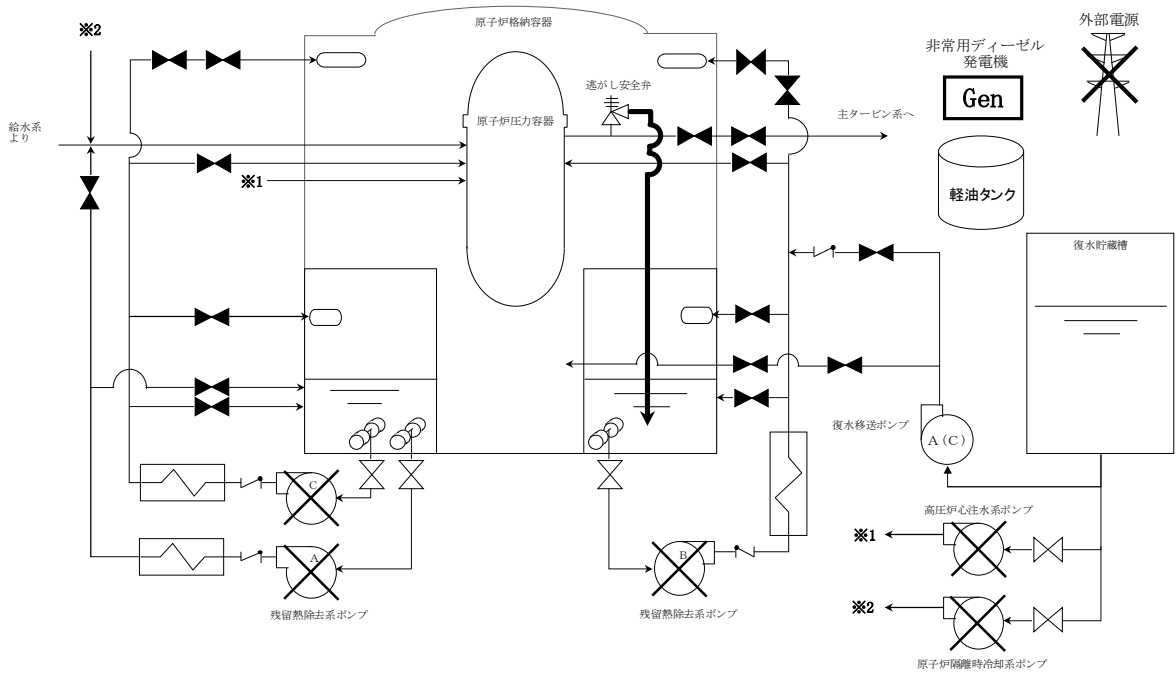 原子炉格納容器
※2
外部電源
非常用ディーゼル
発電機
逃がし安全弁
Gen
給水系
より
原子炉圧力容器
主タービン系へ
※1
軽油タンク
復水貯蔵槽
復水移送ポンプ
A(C)
C
高圧炉心注水系ポンプ
※1
A
B
残留熱除去系ポンプ
残留熱除去系ポンプ
※2
原子炉隔離時冷却系ポンプ